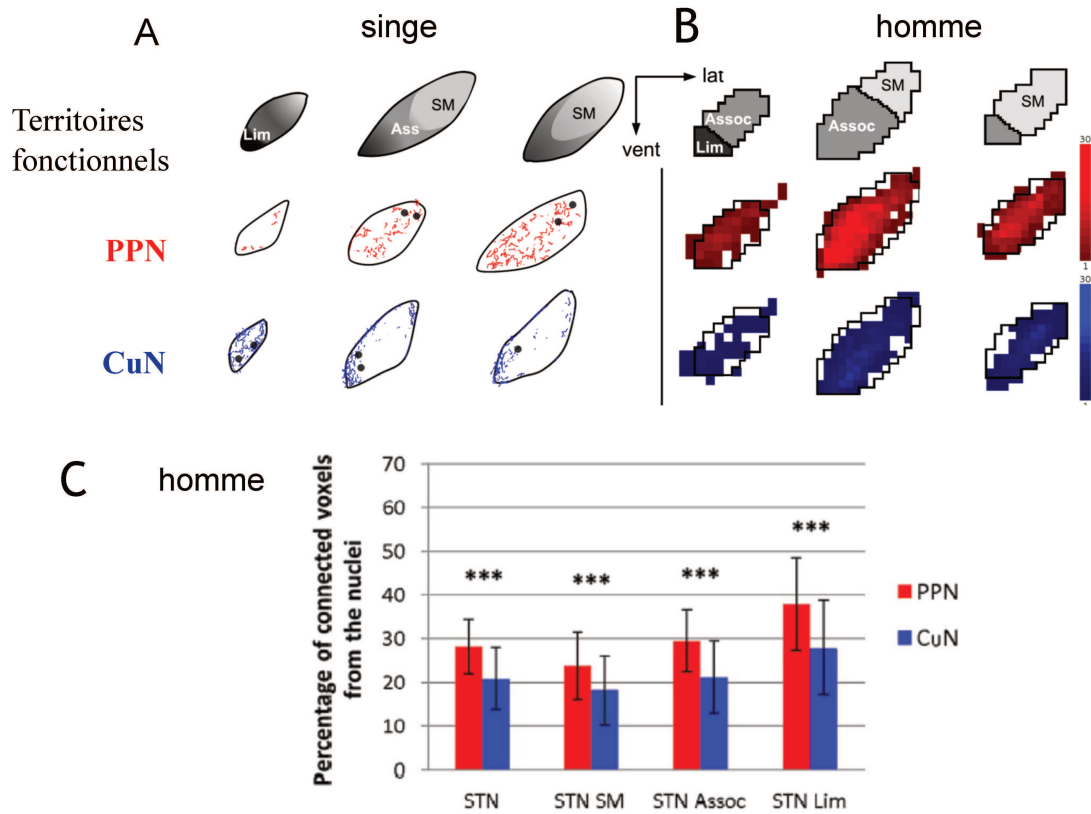 A
singe
B
homme
Territoires
fonctionnels
Lim
Ass
SM
SM
lat
vent
Assoc
Lim
Assoc
SM
SM
PPN
CuN
30
1
30
1
C
homme
Percentage of connected voxels
from the nuclei
70
60
50
40
30
20
10
0
***
***
***
***
PPN
CuN
STN
STN SM
STN Assoc
STN Lim